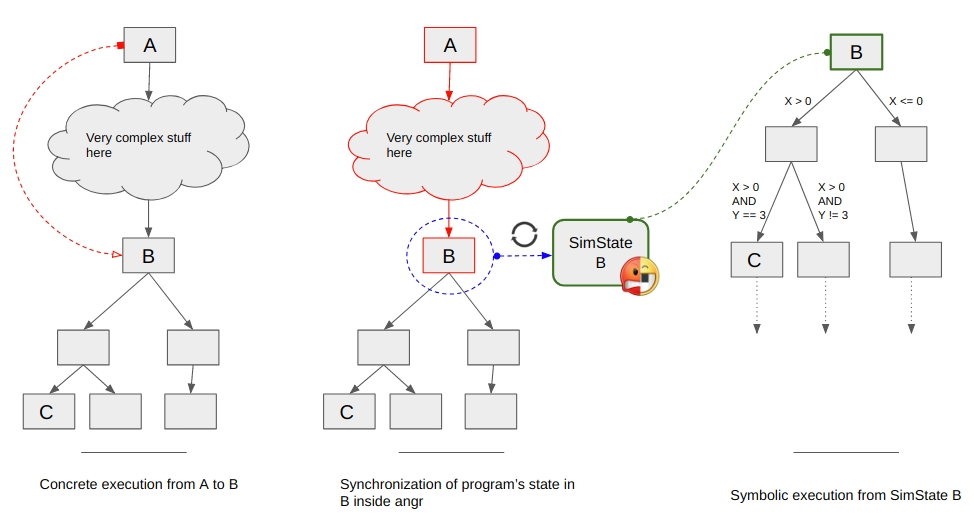 A
Very complex stuff
here
B
C
Concrete execution from A to B
A
Very complex stuff
here
B
SimState
B
C
Synchronization of program's state in
B inside angr
B
X > 0
X <= 0
X > 0
AND
Y == 3
X > 0
AND
Y != 3
C
Symbolic execution from SimState B